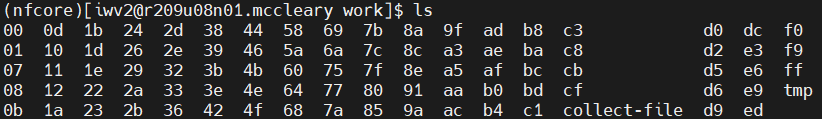 (nfcore)[iwv2@r209u08n01.mccleary work]$ ls
00 0d 1b 24 2d 38 44 58 69 7b 8a 9f ad b8 c3 d0 dc f0
01 10 1d 26 2e 39 46 5a 6a 7c 8c a3 ae ba c8 d2 e3 f9
07 11 1e 29 32 3b 4b 60 75 7f 8e a5 af bc cb d5 e6 ff
08 12 22 2a 33 3e 4e 64 77 80 91 aa b0 bd cf d6 e9 tmp
0b 1a 23 2b 36 42 4f 68 7a 85 9a ac b4 c1 collect-file d9 ed